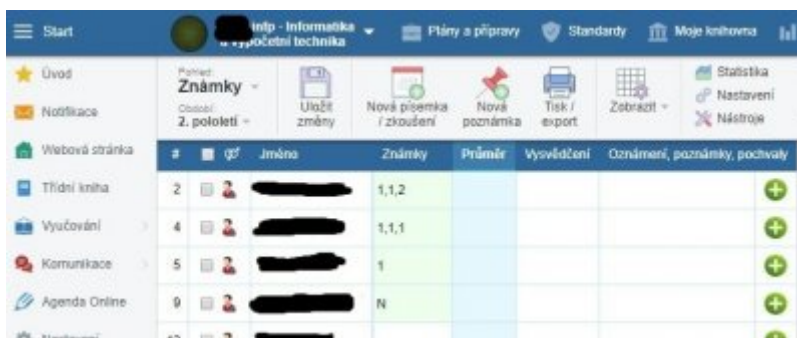 Start
intp - Informatika
a výpočetní technika
Plány a přípravy
Standardy
Moje knihovna
Úvod
Notifikace
Webová stránka
Třídní kniha
Vyučování
Komunikace
Agenda Online
Nastavení
Pohled:
Známky
Období:
2. pololetí
Uložit
změny
Nová písemka
/ zkoušení
Nová
poznámka
Tisk /
export
Zobrazit
Statistika
Nastavení
Nástroje
# Jméno Známky Průměr Vysvědčení Oznámení, poznámky, pochvaly
2 1,1,2
4 1,1,1
5 1
9 N